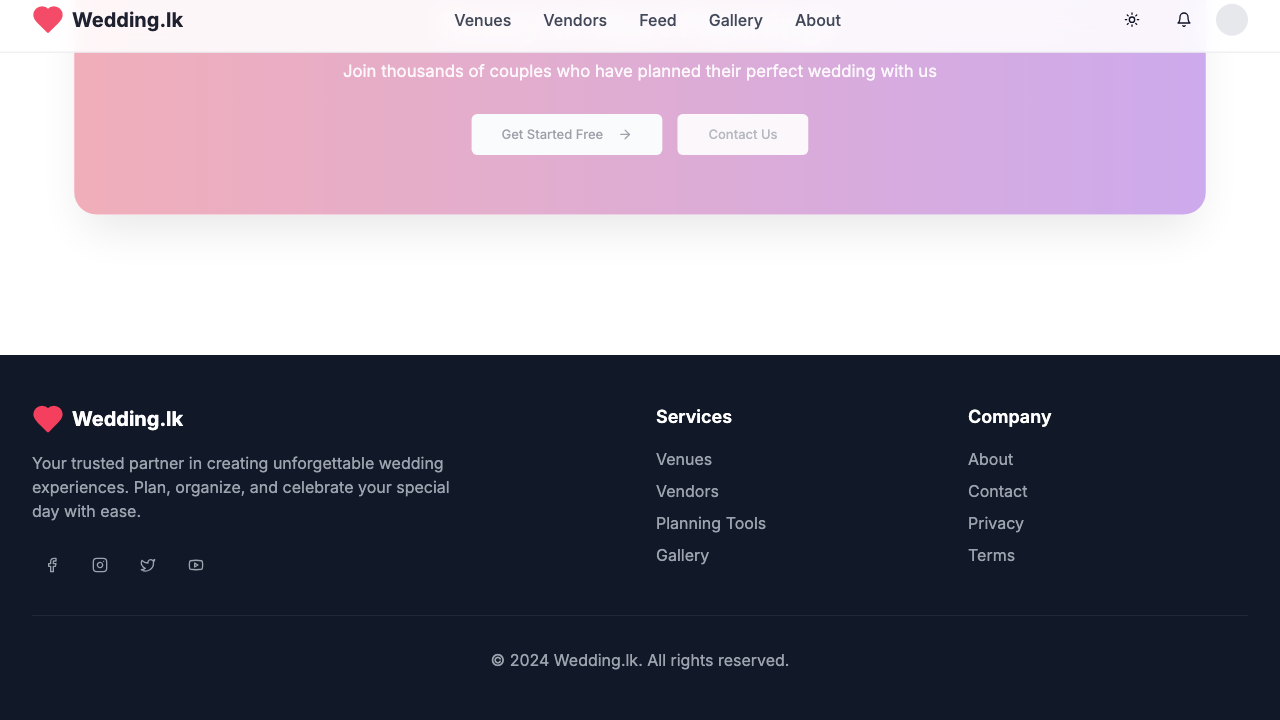 Wedding.lk
Venues
Vendors
Feed
Gallery
About
Join thousands of couples who have planned their perfect wedding with us
Get Started Free
Contact Us
Wedding.lk
Your trusted partner in creating unforgettable wedding
experiences. Plan, organize, and celebrate your special
day with ease.
Services
Venues
Vendors
Planning Tools
Gallery
Company
About
Contact
Privacy
Terms
© 2024 Wedding.lk. All rights reserved.